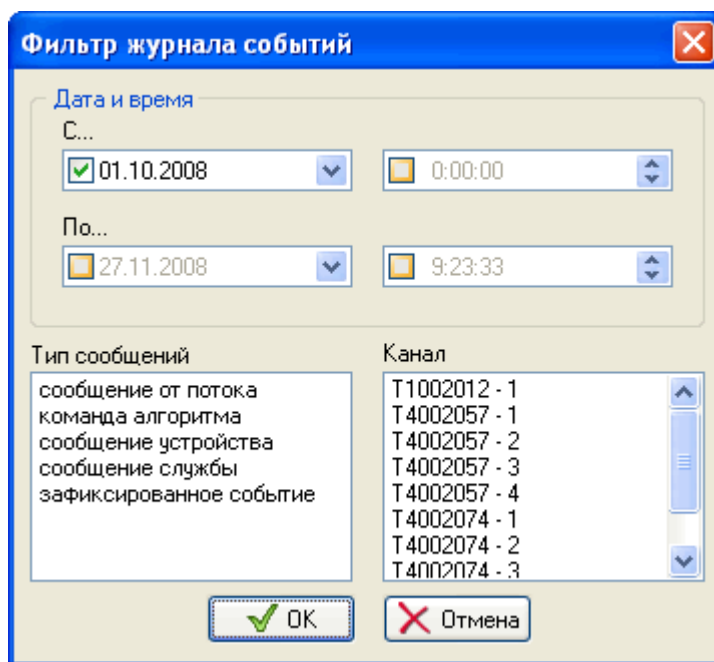 Фильтр журнала событий
Дата и время
С...
01.10.2008
0:00:00
По...
27.11.2008
9:23:33
Тип сообщений
сообщение от потока
команда алгоритма
сообщение устройства
сообщение службы
зафиксированное событие
Канал
T1002012 - 1
T4002057 - 1
T4002057 - 2
T4002057 - 3
T4002057 - 4
T4002074 - 1
T4002074 - 2
T4002074 - 3
OK
Отмена